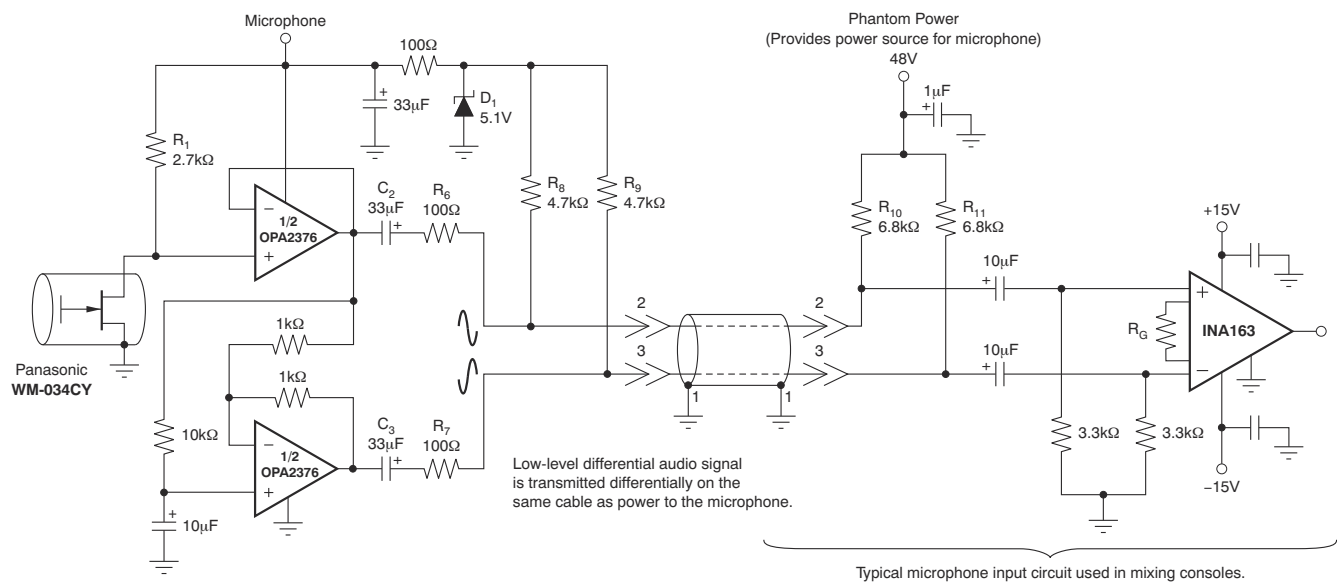 Microphone
100Ω
33μF
D1
5.1V
R1
2.7kΩ
−
1/2
OPA2376
+
C2
33μF
R6
100Ω
R8
4.7kΩ
R9
4.7kΩ
Panasonic
WM-034CY
1kΩ
1kΩ
10kΩ
−
1/2
OPA2376
+
10μF
C3
33μF
R7
100Ω
2
3
1
1
2
3
Low-level differential audio signal
is transmitted differentially on the
same cable as power to the microphone.
Phantom Power
(Provides power source for microphone)
48V
1μF
R10
6.8kΩ
R11
6.8kΩ
10μF
10μF
+15V
+
RG
INA163
−
3.3kΩ
3.3kΩ
−15V
Typical microphone input circuit used in mixing consoles.